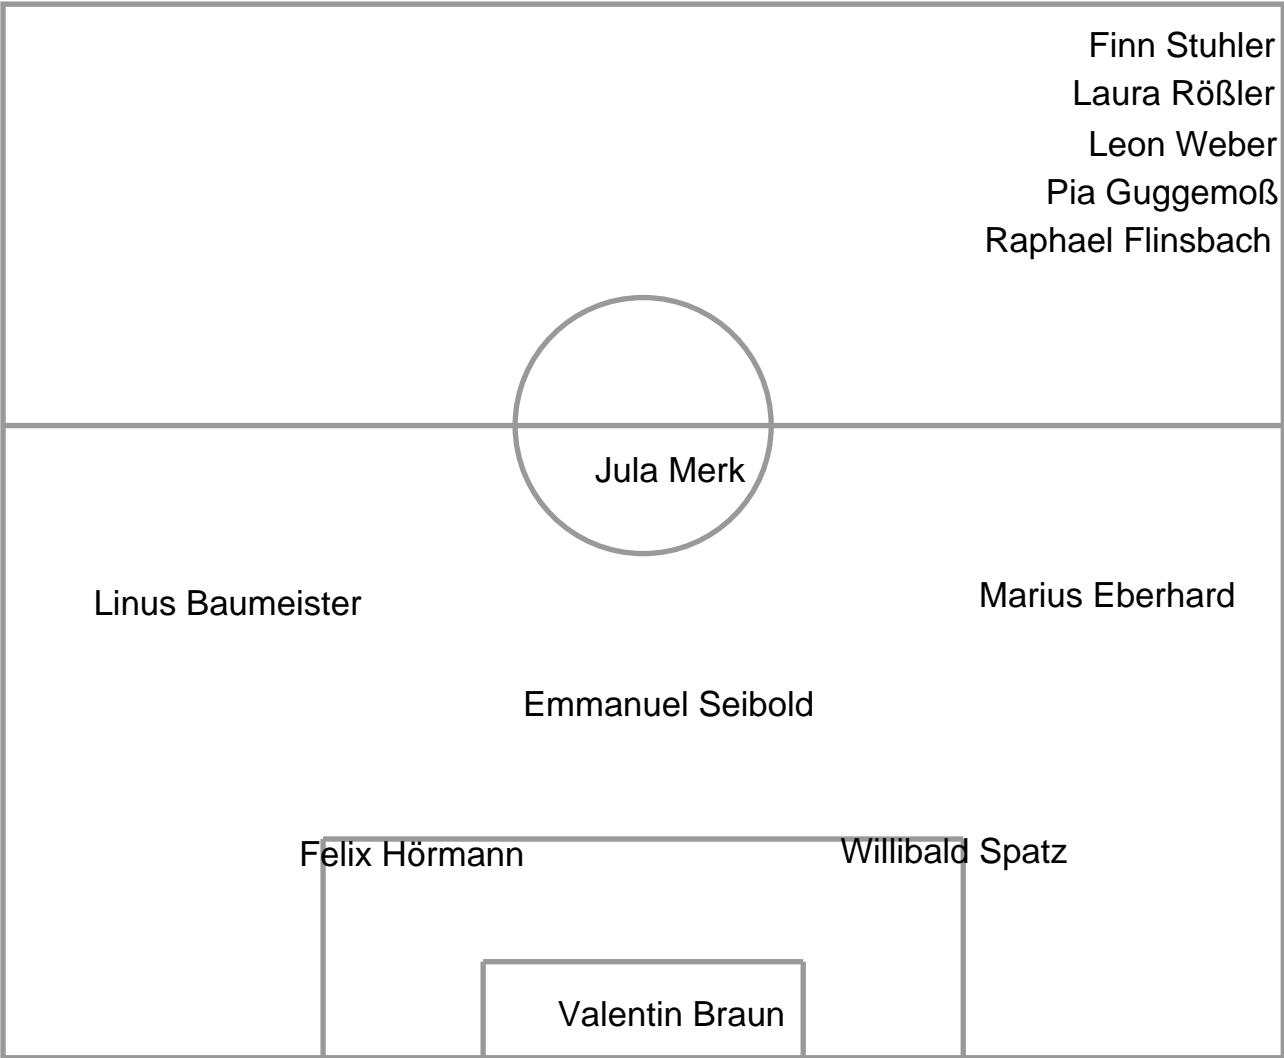 Finn Stuhler
Laura Rößler
Leon Weber
Pia Guggemoß
Raphael Flinsbach
Jula Merk
Linus Baumeister
Marius Eberhard
Emmanuel Seibold
Felix Hörmann
Willibald Spatz
Valentin Braun